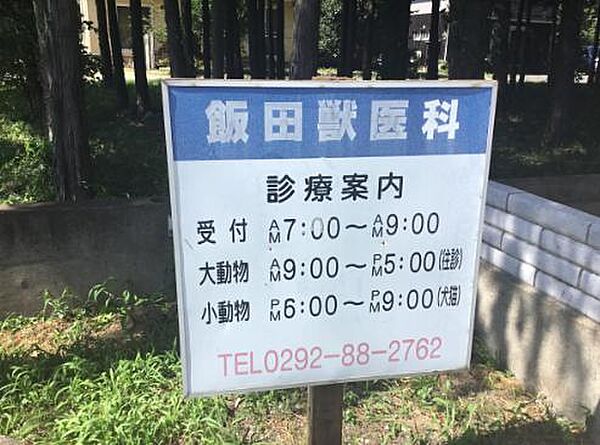 飯田獣医科
診療案内
受付 AM7:00～AM9:00
大動物 AM9:00～PM5:00(往診)
小動物 PM6:00～PM9:00(犬猫)
TEL0292-88-2762